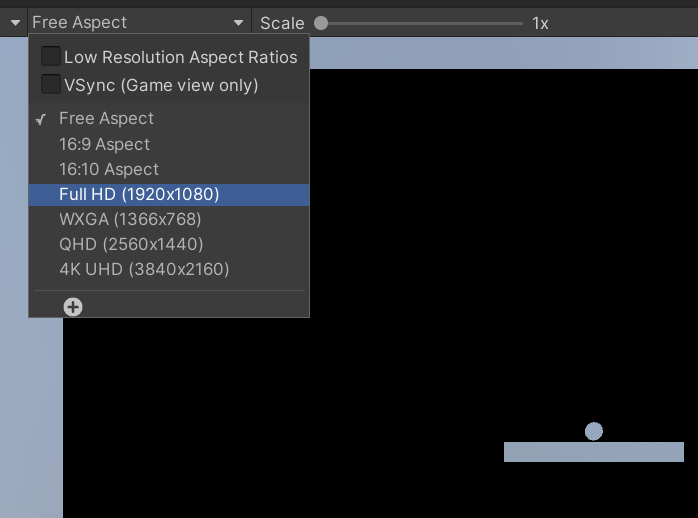 Free Aspect
Scale 1x
Low Resolution Aspect Ratios
VSync (Game view only)
Free Aspect
16:9 Aspect
16:10 Aspect
Full HD (1920x1080)
WXGA (1366x768)
QHD (2560x1440)
4K UHD (3840x2160)